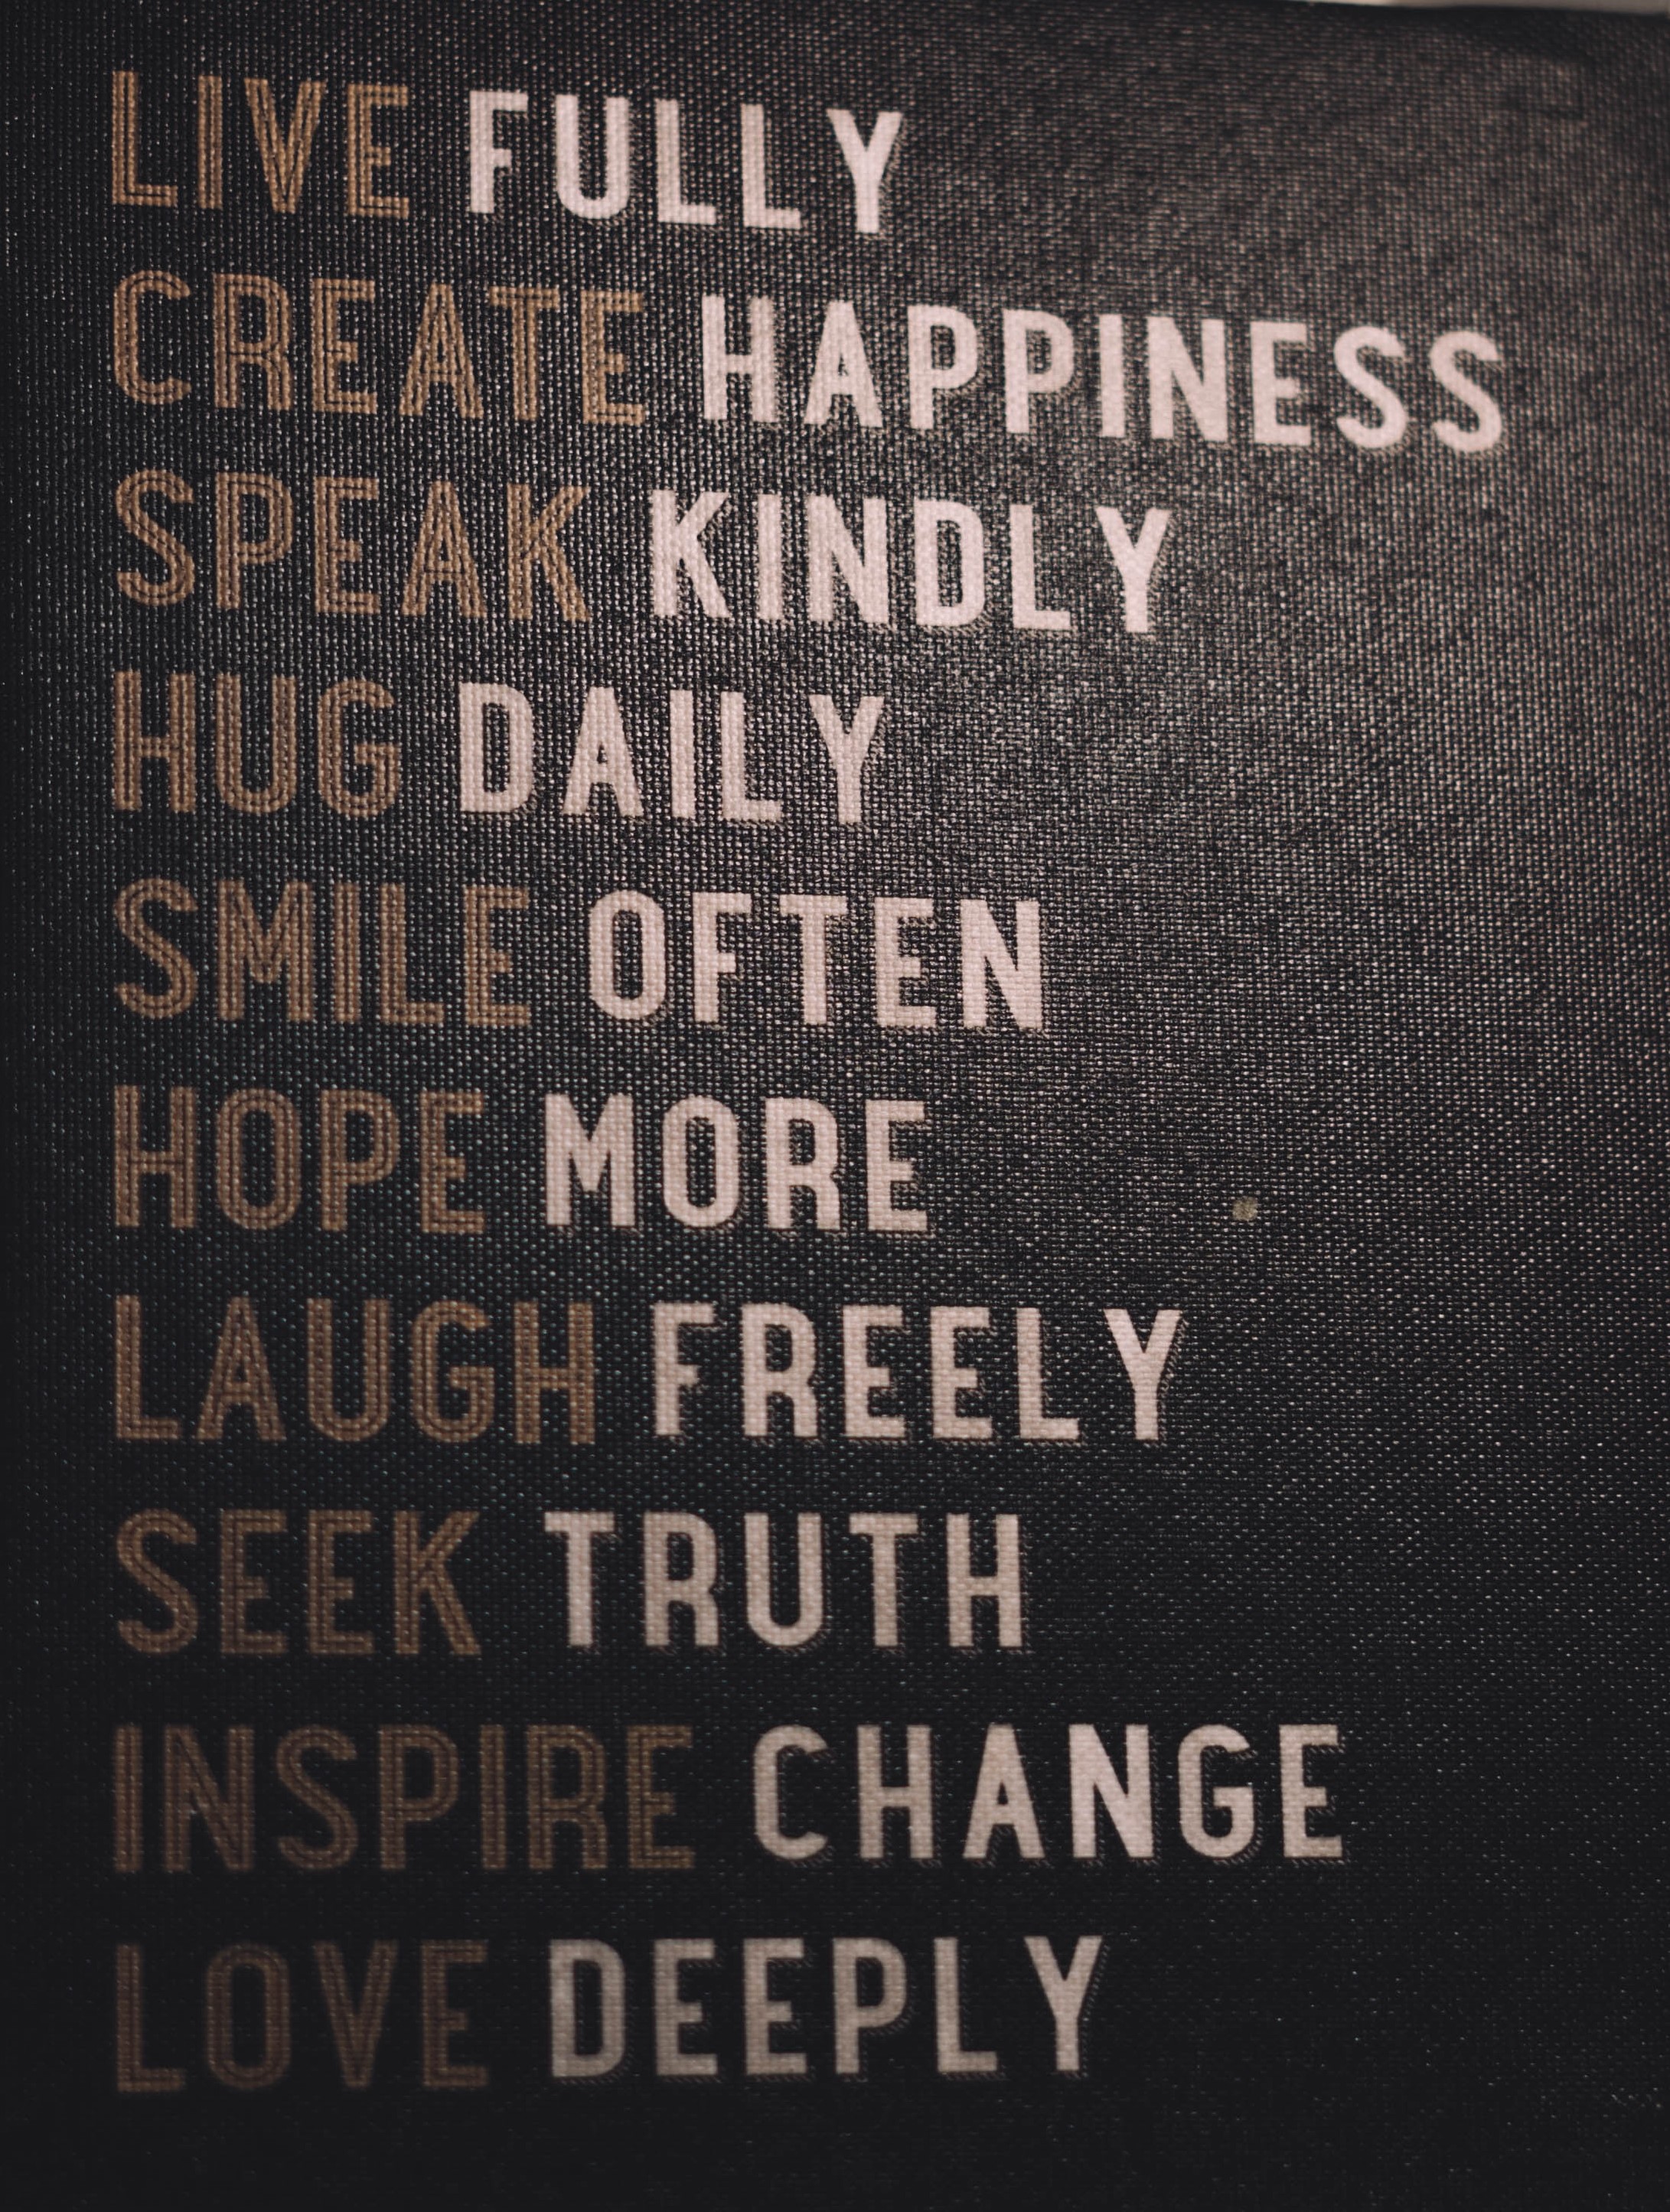 LIVE FULLY
CREATE HAPPINESS
SPEAK KINDLY
HUG DAILY
SMILE OFTEN
HOPE MORE
LAUGH FREELY
SEEK TRUTH
INSPIRE CHANGE
LOVE DEEPLY